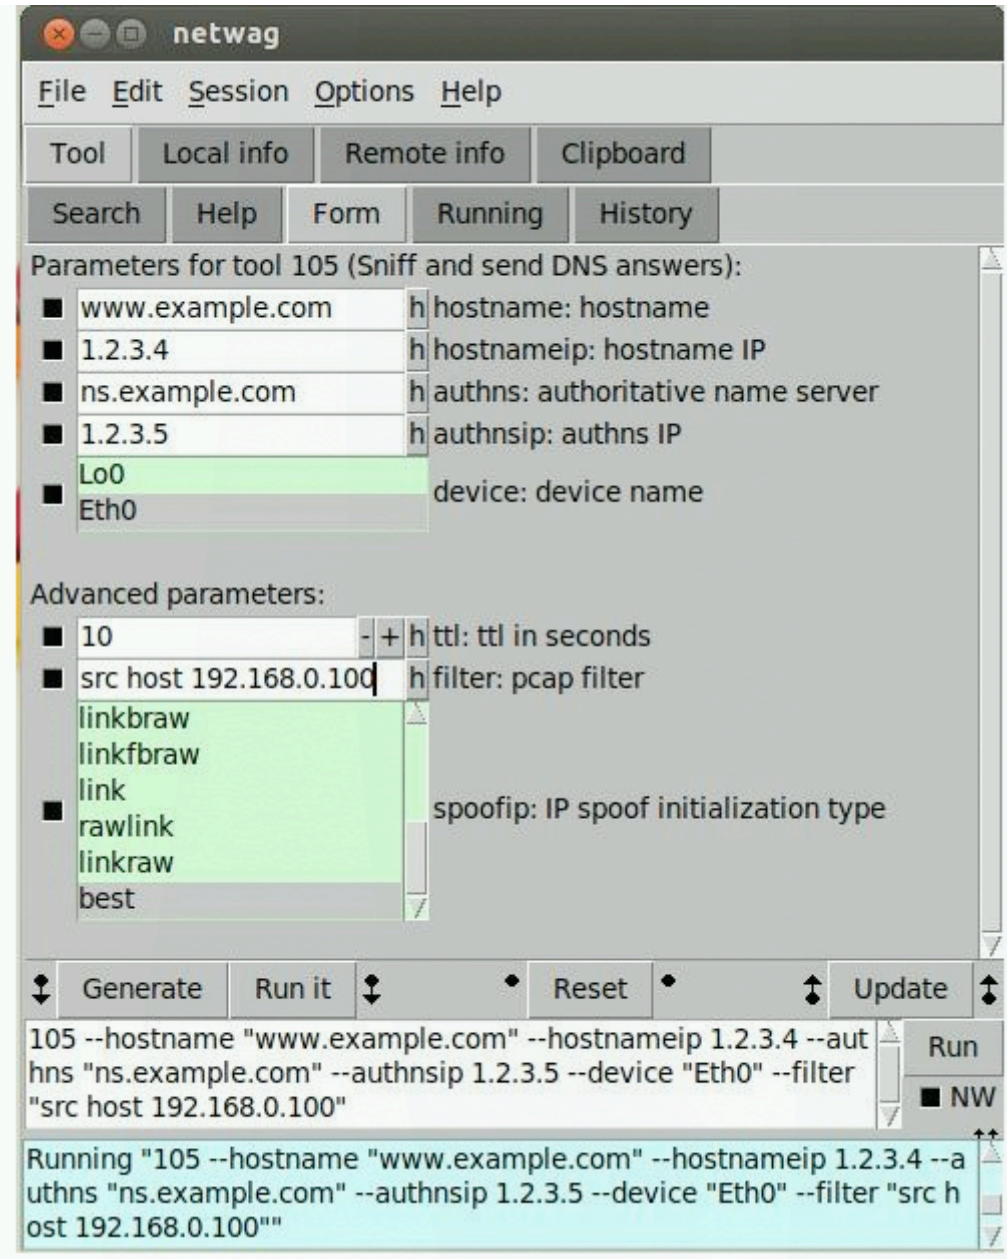 netwag
File Edit Session Options Help
Tool Local info Remote info Clipboard
Search Help Form Running History
Parameters for tool 105 (Sniff and send DNS answers):
www.example.com h hostname: hostname
1.2.3.4 h hostnameip: hostname IP
ns.example.com h authns: authoritative name server
1.2.3.5 h authnsip: authns IP
Lo0
Eth0
device: device name
Advanced parameters:
10 - + h ttl: ttl in seconds
src host 192.168.0.100 h filter: pcap filter
linkbraw
linkfbraw
link
rawlink
linkraw
best
spoofip: IP spoof initialization type
Generate Run it Reset Update
105 --hostname "www.example.com" --hostnameip 1.2.3.4 --aut
hns "ns.example.com" --authnsip 1.2.3.5 --device "Eth0" --filter
"src host 192.168.0.100"
Run
NW
Running "105 --hostname "www.example.com" --hostnameip 1.2.3.4 --a
uthns "ns.example.com" --authnsip 1.2.3.5 --device "Eth0" --filter "src h
ost 192.168.0.100""